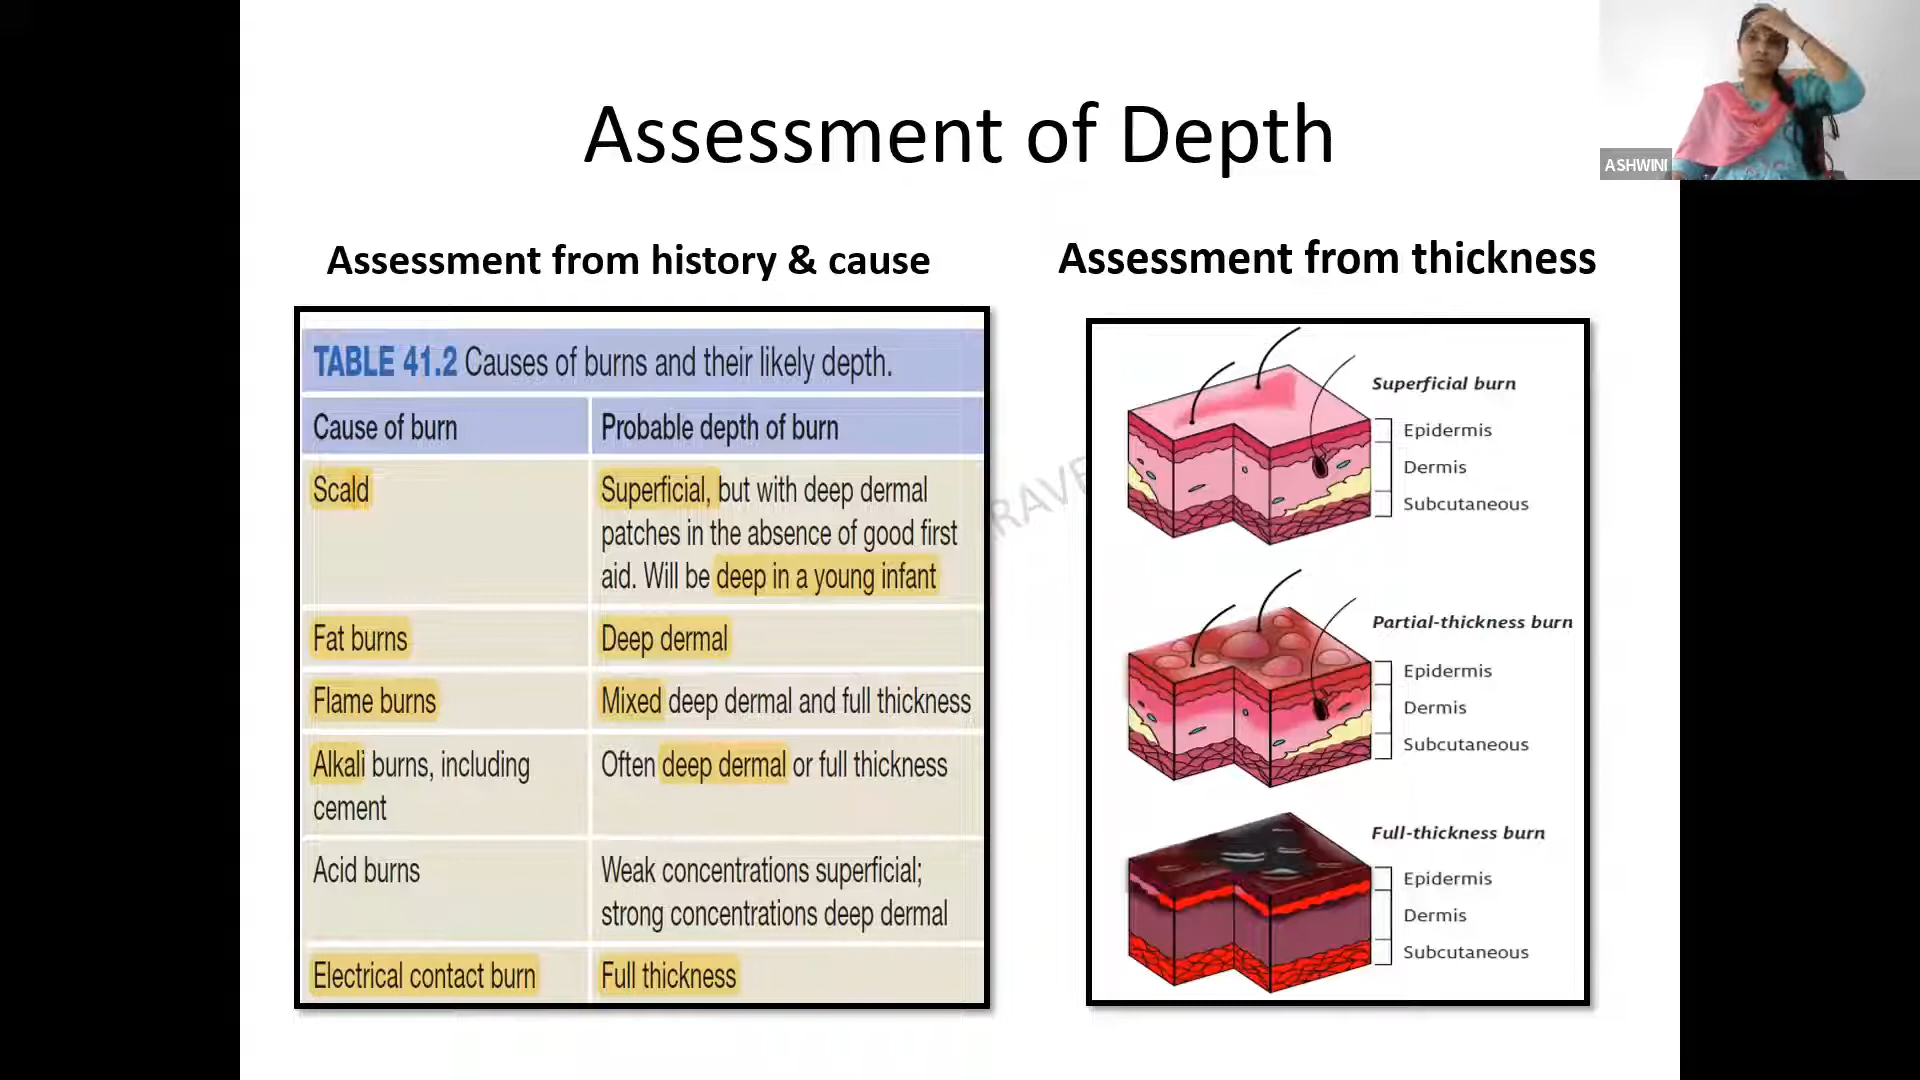 Assessment of Depth
ASHWINI
Assessment from history & cause
TABLE 41.2 Causes of burns and their likely depth.
Cause of burn
Probable depth of burn
Scald
Superficial, but with deep dermal
patches in the absence of good first
aid. Will be deep in a young infant
Fat burns
Deep dermal
Flame burns
Mixed deep dermal and full thickness
Alkali burns, including
cement
Often deep dermal or full thickness
Acid burns
Weak concentrations superficial;
strong concentrations deep dermal
Electrical contact burn
Full thickness
Assessment from thickness
Superficial burn
Epidermis
Dermis
Subcutaneous
Partial-thickness burn
Epidermis
Dermis
Subcutaneous
Full-thickness burn
Epidermis
Dermis
Subcutaneous